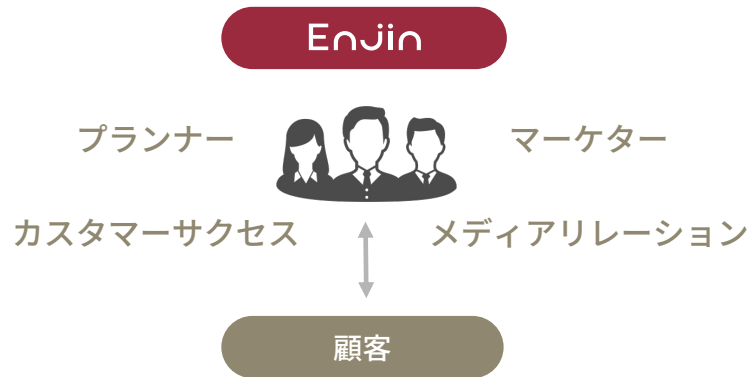 Enjin
プランナー
マーケター
カスタマーサクセス
メディアリレーション
顧客